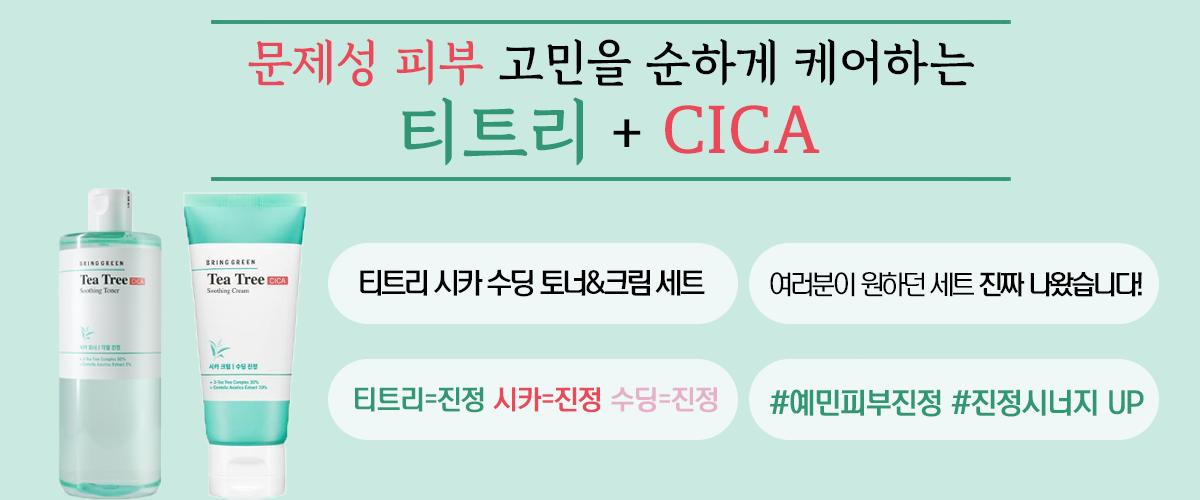 문제성 피부 고민을 순하게 케어하는
티트리 + CICA
BRING GREEN
Tea Tree CICA
Soothing Toner
시카 토너 | 약알 진정
BRING GREEN
Tea Tree CICA
Soothing Cream
시카 크림 | 수딩 진정
티트리 시카 수딩 토너&크림 세트
여러분이 원하던 세트 진짜 나왔습니다!
티트리=진정 시카=진정 수딩=진정
#예민피부진정 #진정시너지 UP